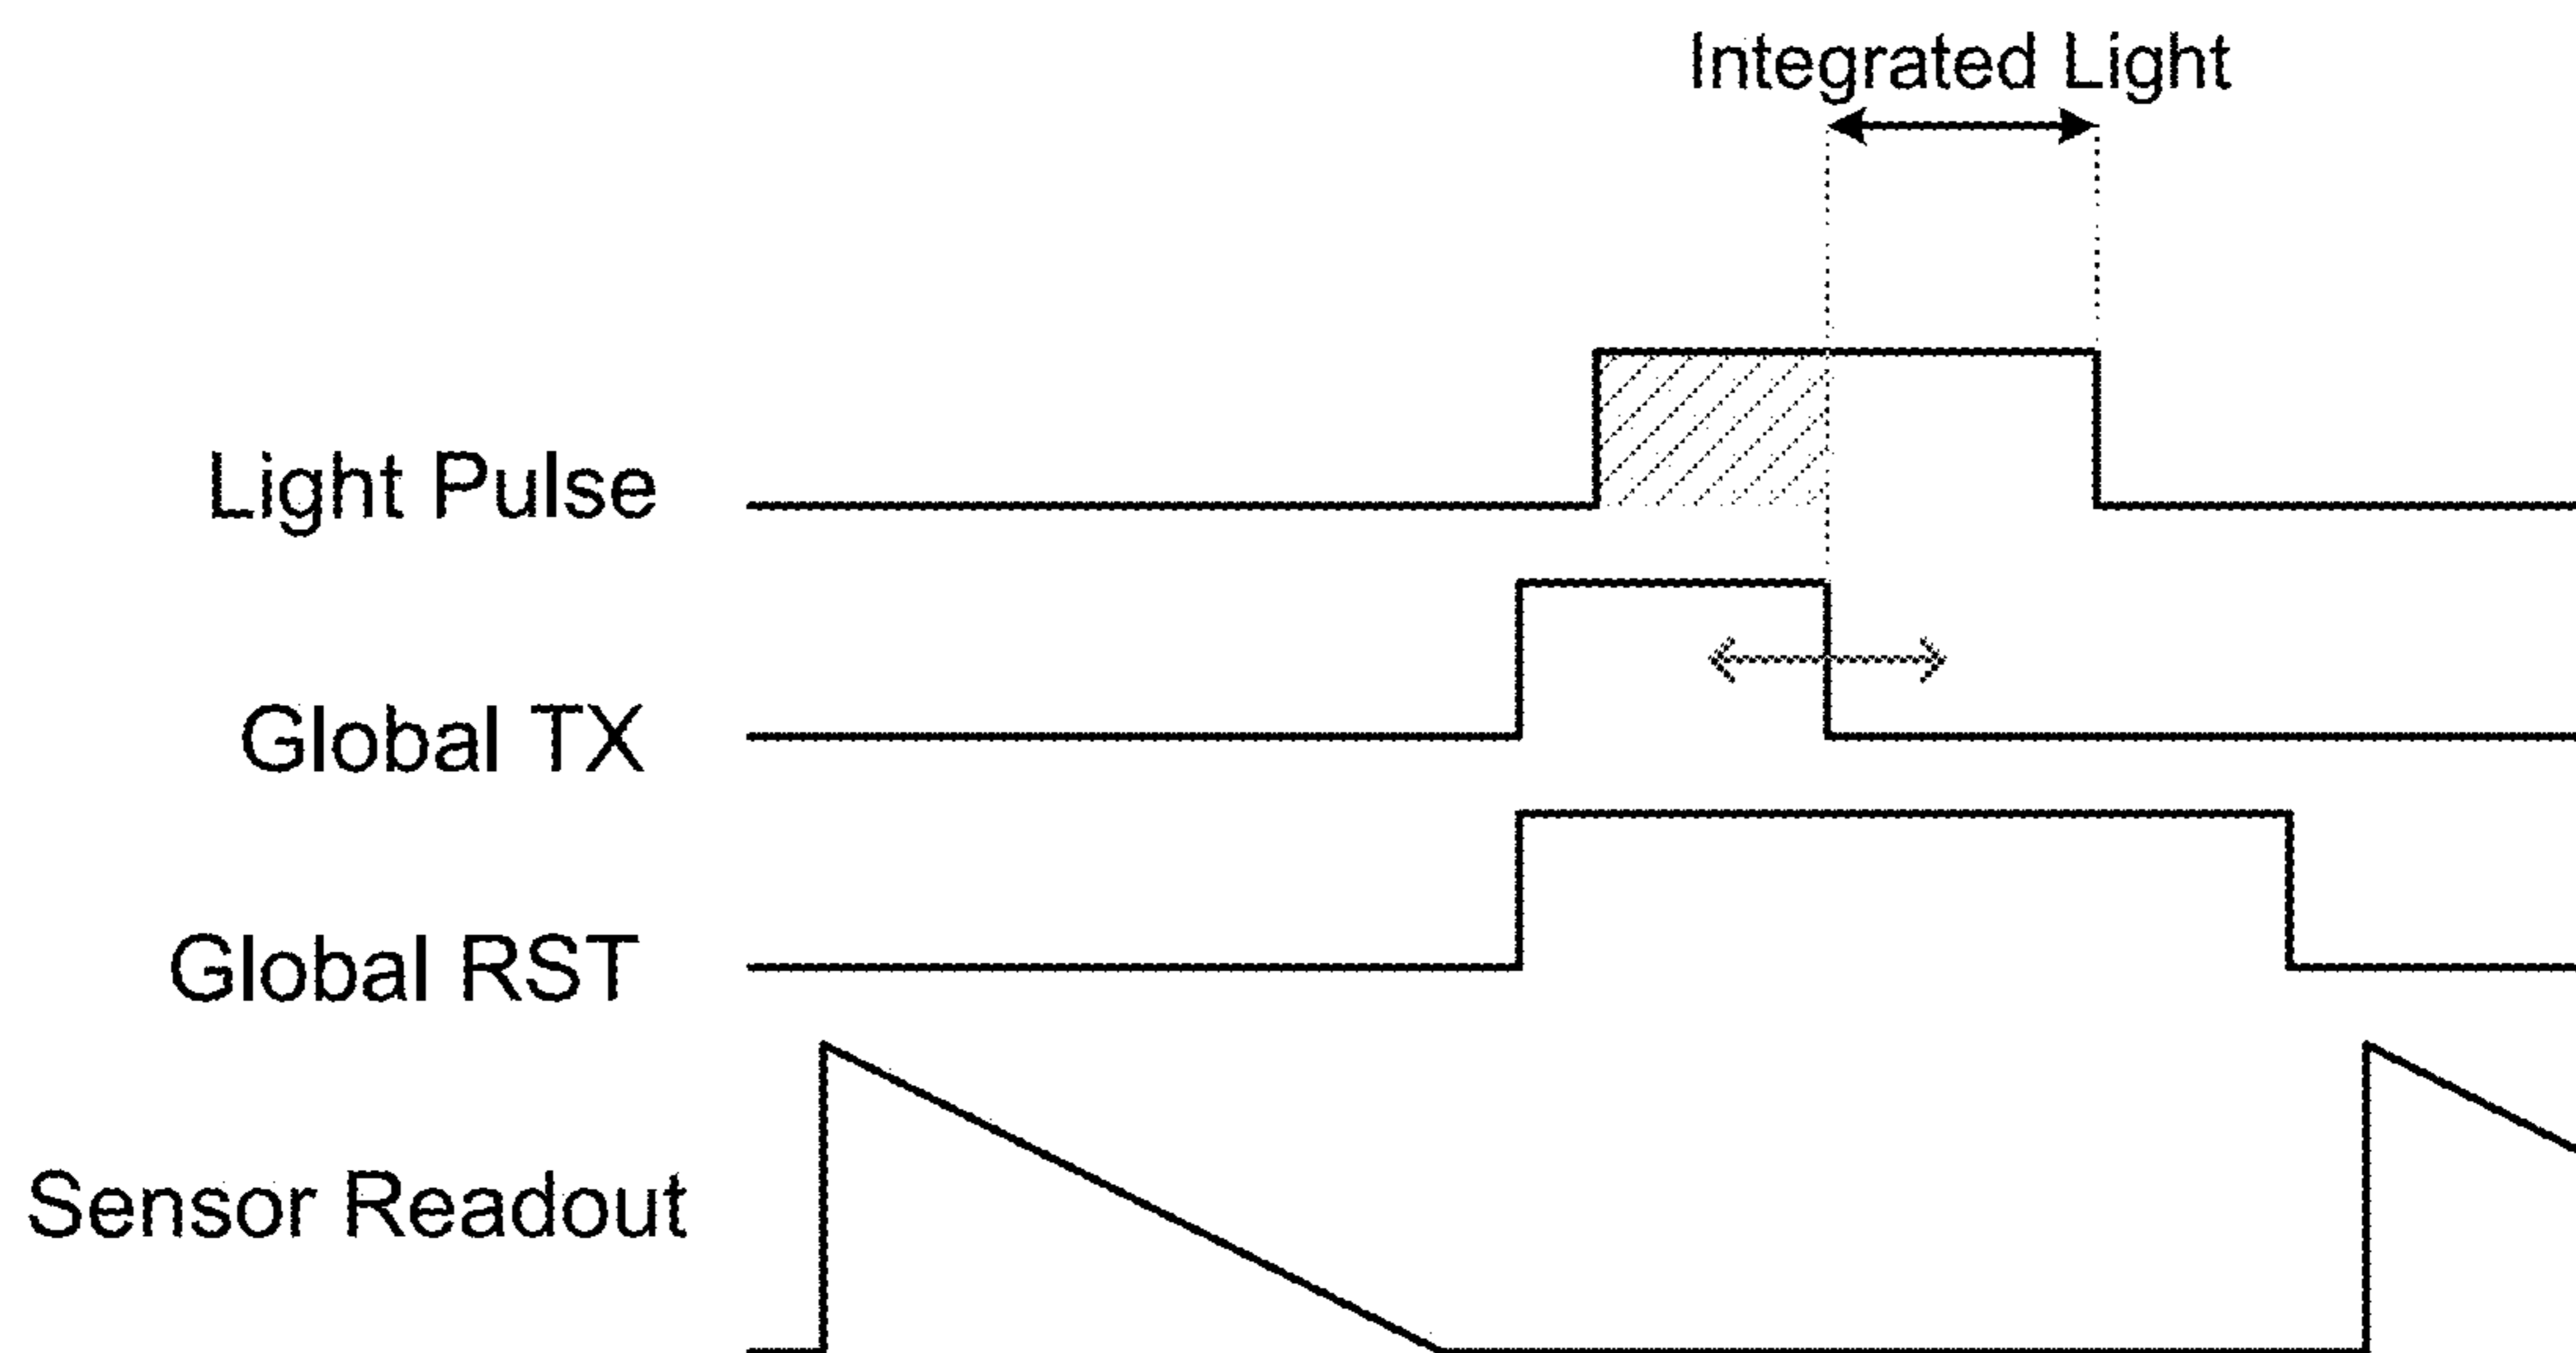 Integrated Light
Light Pulse
Global TX
Global RST
Sensor Readout